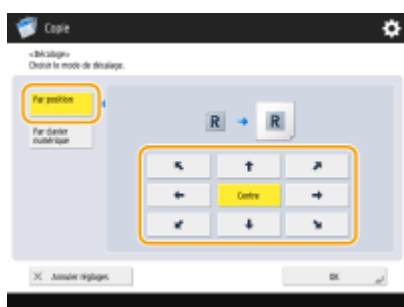 Copie
<Décalage>
Choisir le mode de décalage.
Par position
Par clavier
numérique
R
R
Centre
Annuler réglages
OK